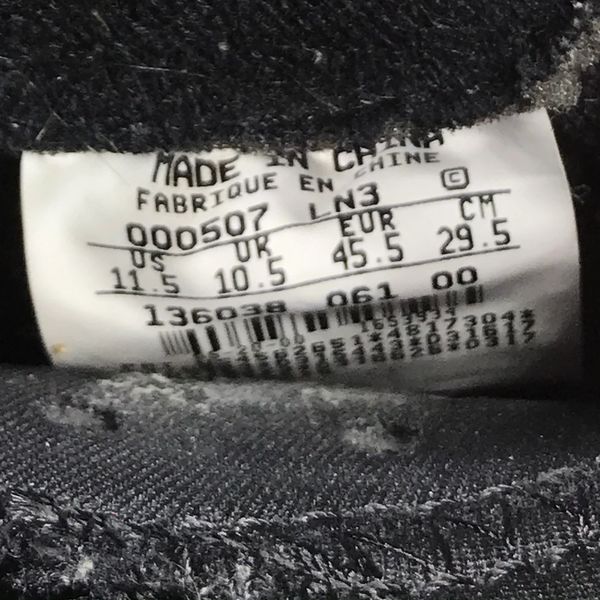 MADE IN CHINA
FABRIQUE EN CHINE
000507 LN3 C
US UK EUR CM
11.5 10.5 45.5 29.5
136038 061 00